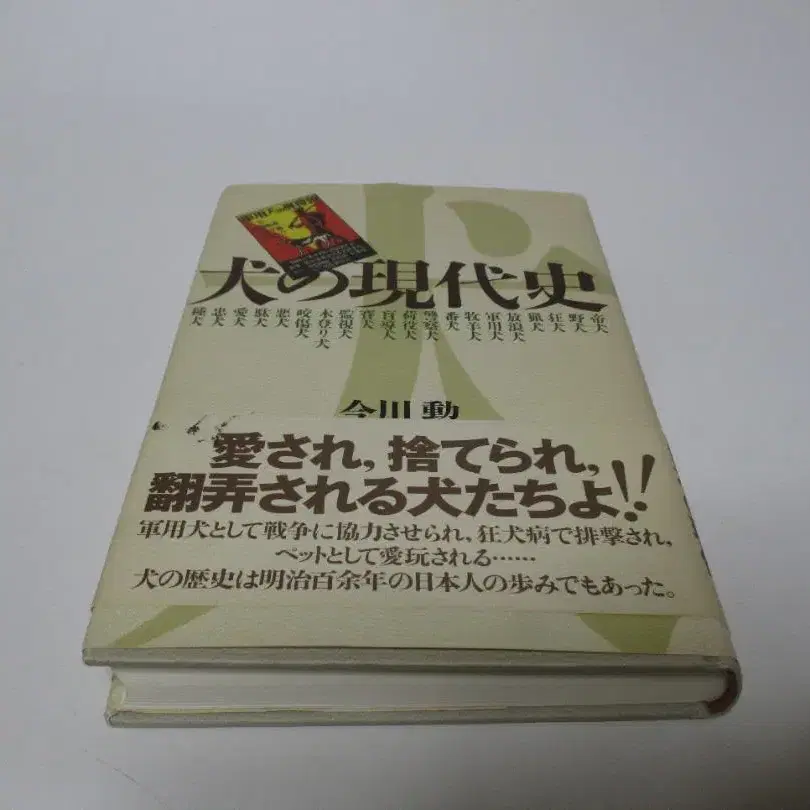 犬の現代史
帝犬
野犬
狂犬
猟犬
放浪犬
軍用犬
牧羊犬
番犬
警察犬
荷役犬
盲導犬
賽犬
監視犬
木登り犬
咬傷犬
悪犬
駄犬
愛犬
忠犬
種犬
今川 動
愛され,捨てられ,
翻弄される犬たちよ!!
軍用犬として戦争に協力させられ,狂犬病で排撃され,
ペットとして愛玩される……
犬の歴史は明治百余年の日本人の歩みでもあった。